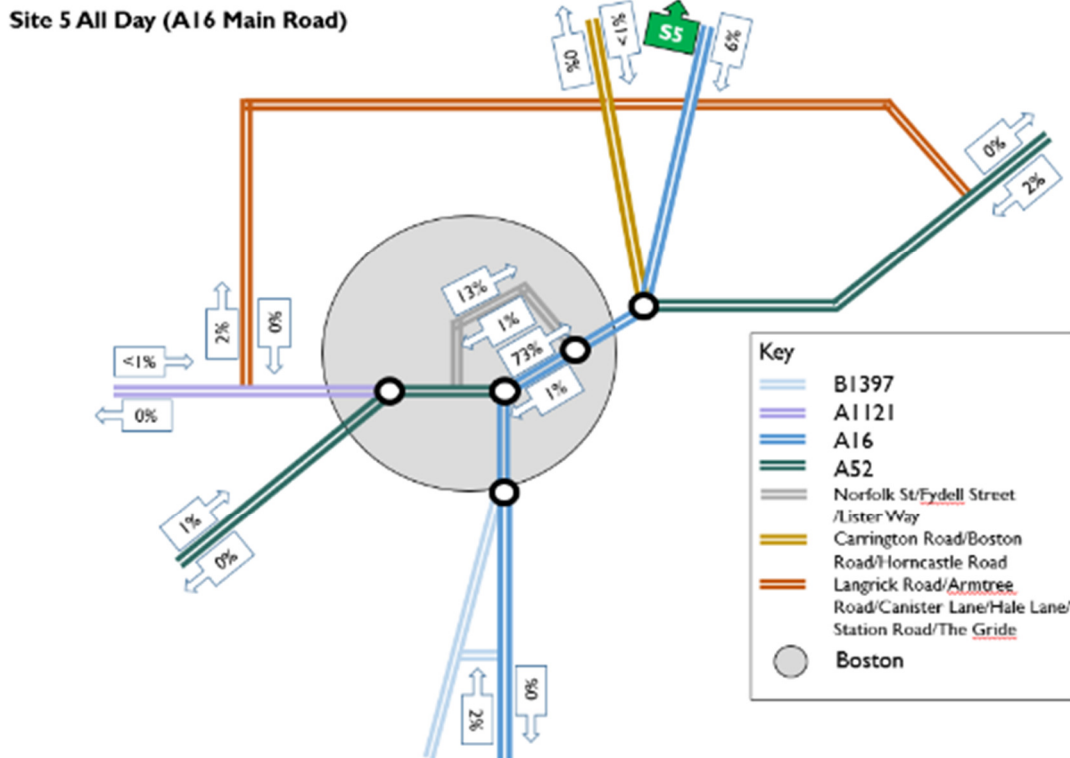 Site 5 All Day (A16 Main Road)
0%
<1%
S5
6%
0%
2%
13%
1%
73%
1%
2%
0%
<1%
0%
1%
0%
2%
0%
Key
B1397
A1121
A16
A52
Norfolk St/Fydell Street
/Lister Way
Carrington Road/Boston
Road/Horncastle Road
Langrick Road/Armtree
Road/Canister Lane/Hale Lane/
Station Road/The Gride
Boston